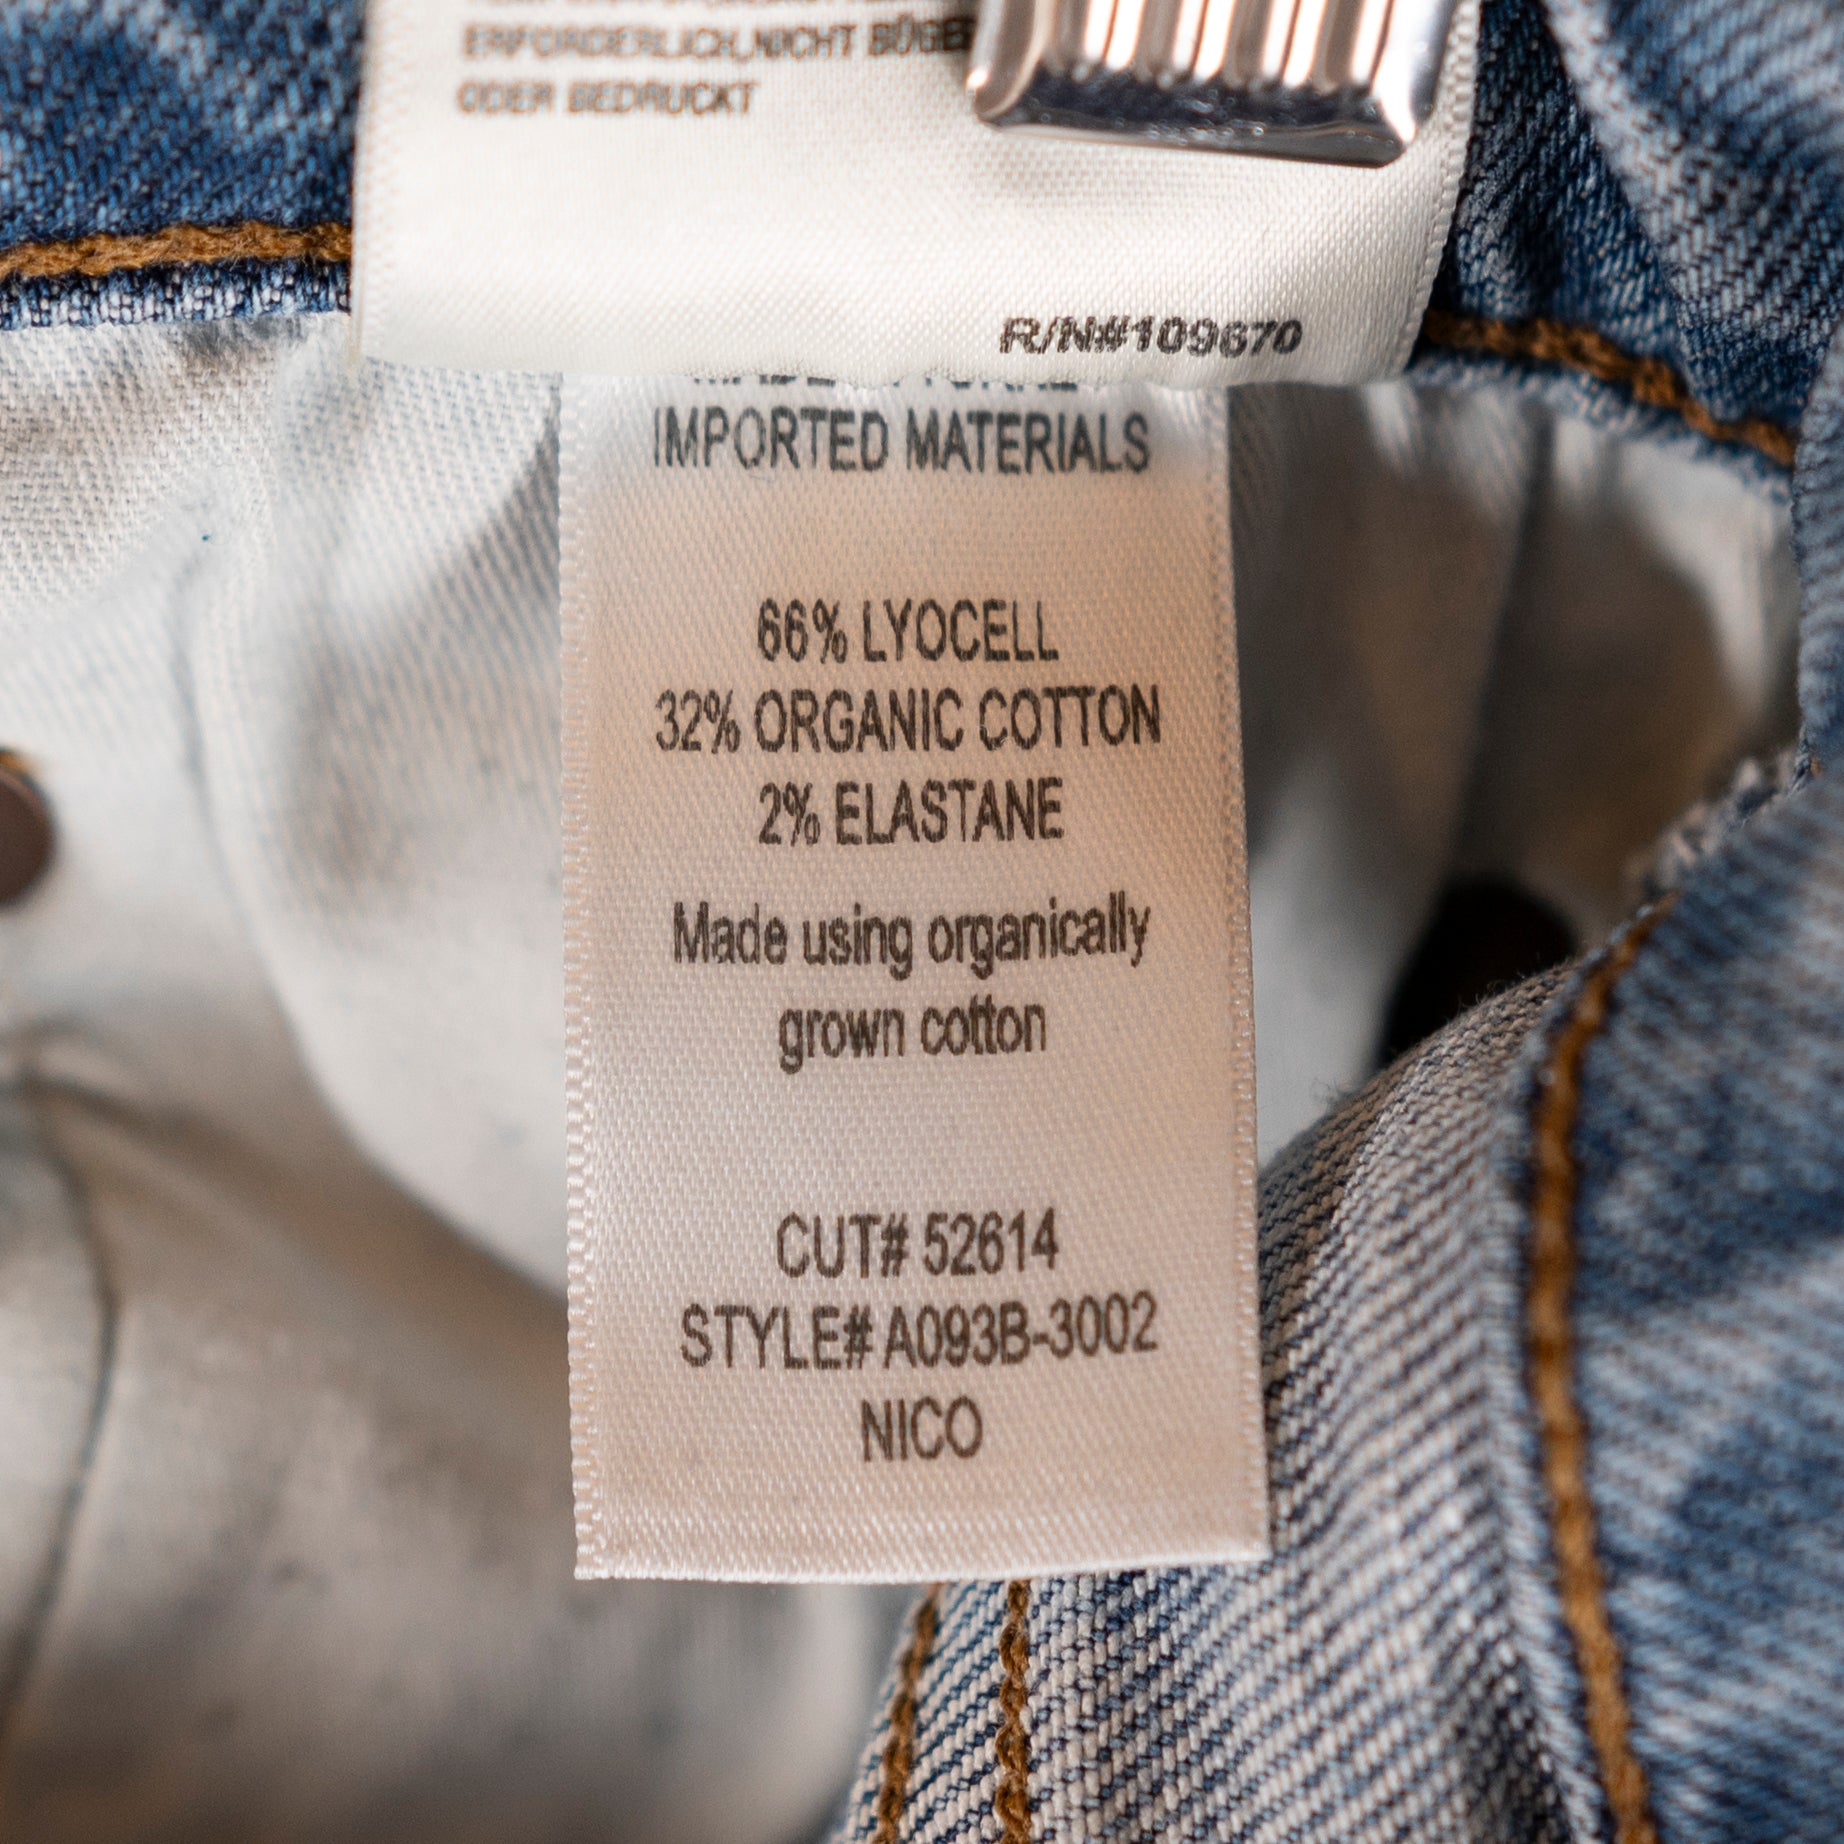 ERFORDERLICH,NICHT BÜGE
ODER BEDRUCKT
R/N#109670
IMPORTED MATERIALS
66% LYOCELL
32% ORGANIC COTTON
2% ELASTANE
Made using organically
grown cotton
CUT# 52614
STYLE# A093B-3002
NICO